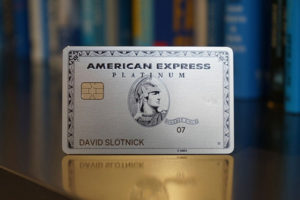 AMERICAN EXPRESS
PLATINUM
07
DAVID SLOTNICK